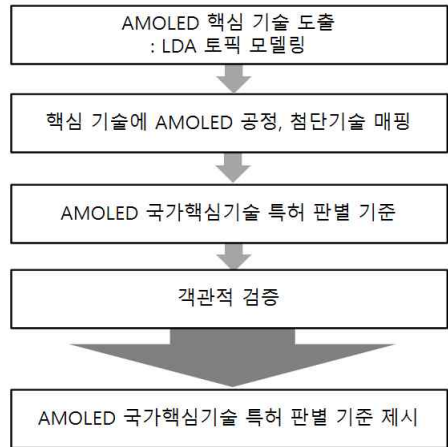 AMOLED 핵심 기술 도출
: LDA 토픽 모델링
핵심 기술에 AMOLED 공정, 첨단기술 매핑
AMOLED 국가핵심기술 특허 판별 기준
객관적 검증
AMOLED 국가핵심기술 특허 판별 기준 제시